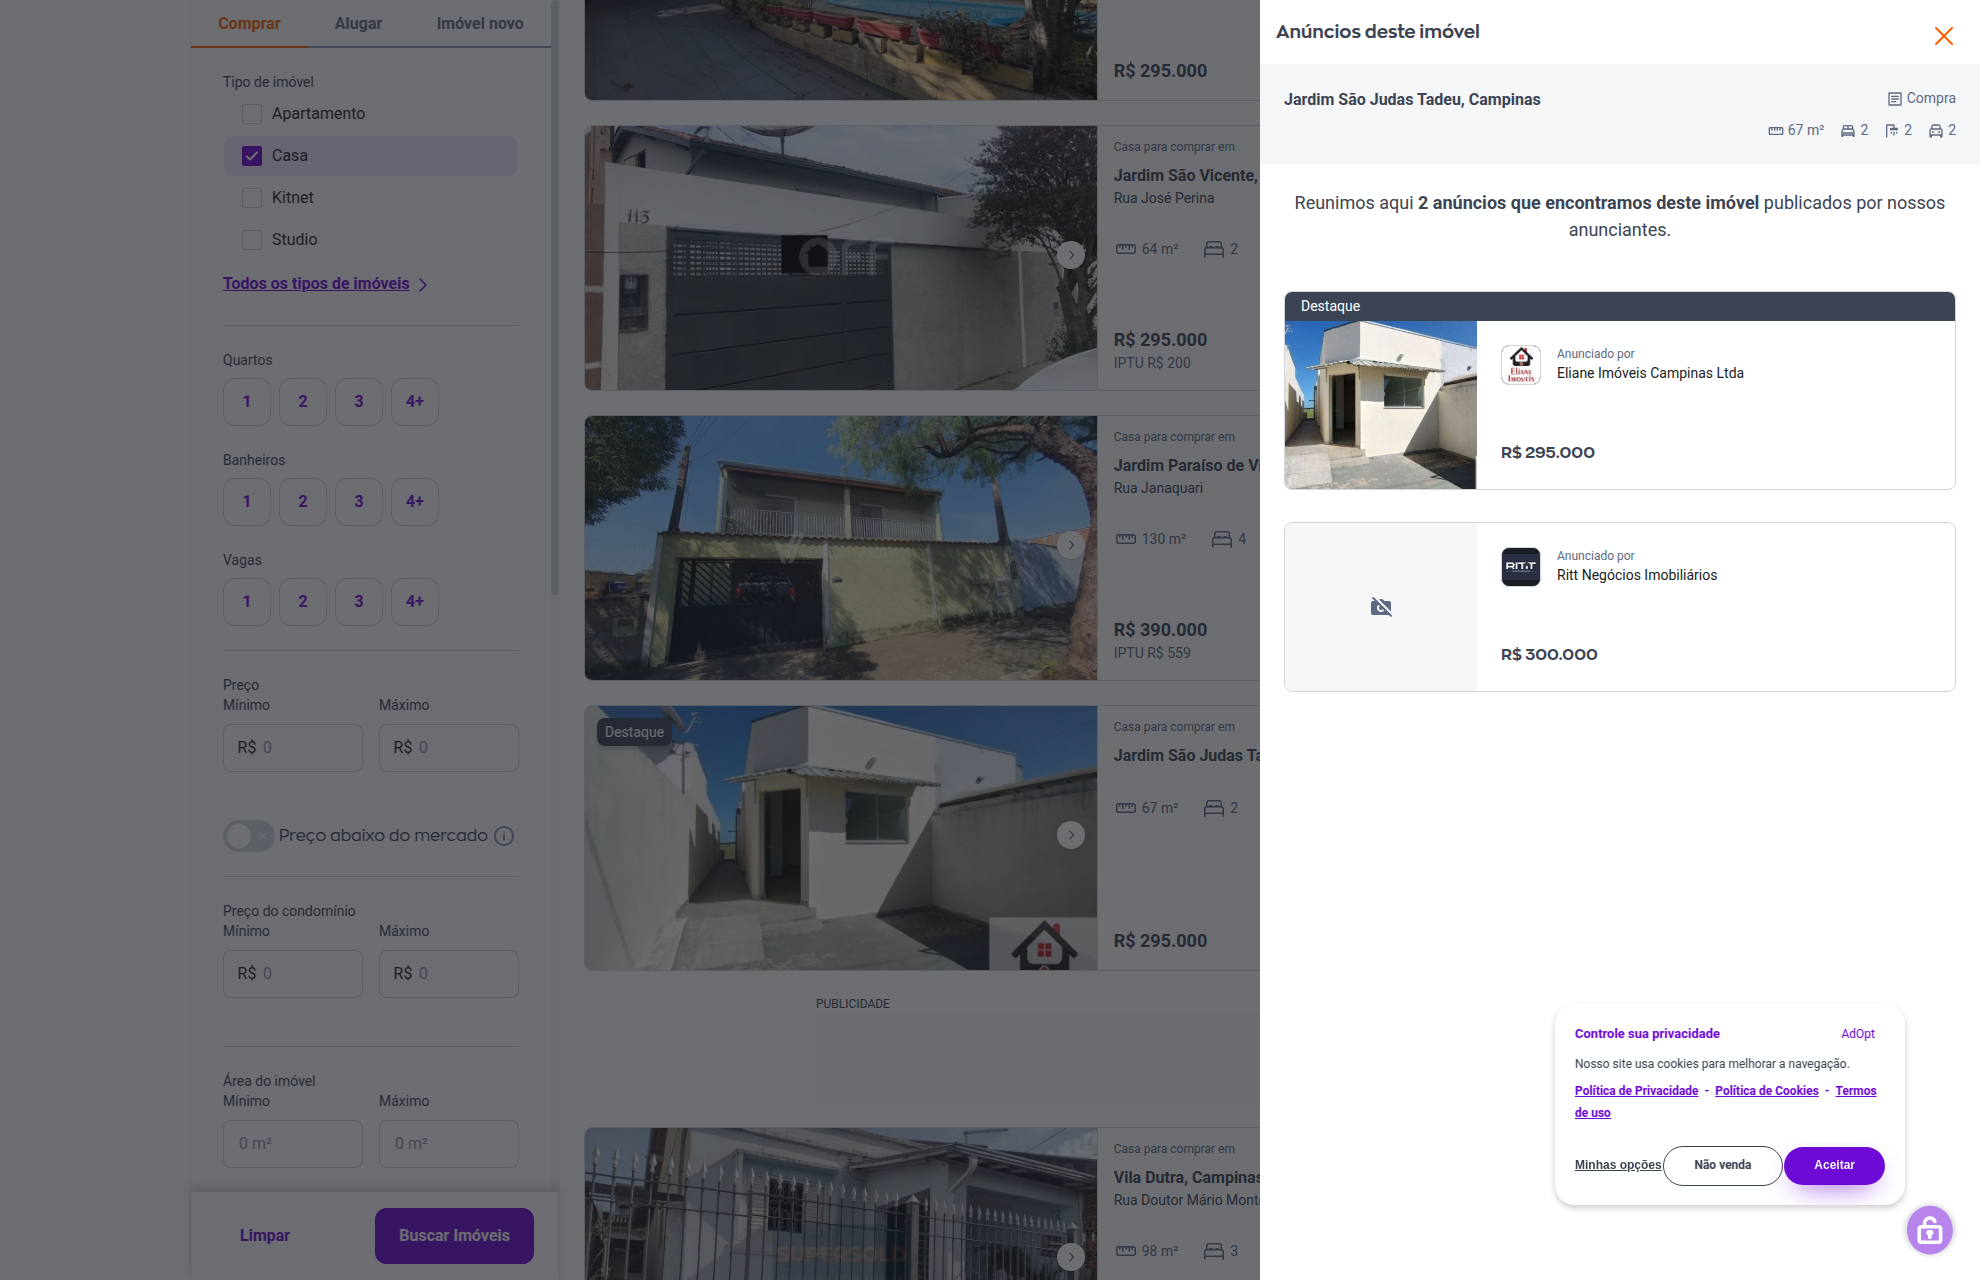 Comprar
Alugar
Imóvel novo
Tipo de imóvel
Apartamento
Casa
Kitnet
Studio
Todos os tipos de imóveis
Quartos
1 2 3 4+
Banheiros
1 2 3 4+
Vagas
1 2 3 4+
Preço
Mínimo Máximo
R$ 0 R$ 0
Preço abaixo do mercado
Preço do condomínio
Mínimo Máximo
R$ 0 R$ 0
Área do imóvel
Mínimo Máximo
0 m² 0 m²
Limpar
Buscar Imóveis
R$ 295.000
115
Casa para comprar em
Jardim São Vicente,
Rua José Perina
64 m² 2
R$ 295.000
IPTU R$ 200
Casa para comprar em
Jardim Paraíso de Vi
Rua Janaquari
130 m² 4
R$ 390.000
IPTU R$ 559
Destaque
Casa para comprar em
Jardim São Judas Ta
67 m² 2
R$ 295.000
PUBLICIDADE
SUPERSOLD
Casa para comprar em
Vila Dutra, Campinas
Rua Doutor Mário Monte
98 m² 3
Anúncios deste imóvel
Jardim São Judas Tadeu, Campinas
Compra
67 m² 2 2 2
Reunimos aqui 2 anúncios que encontramos deste imóvel publicados por nossos
anunciantes.
Destaque
Eliane
Imóveis
Anunciado por
Eliane Imóveis Campinas Ltda
R$ 295.000
RITT
Anunciado por
Ritt Negócios Imobiliários
R$ 300.000
Controle sua privacidade
AdOpt
Nosso site usa cookies para melhorar a navegação.
Política de Privacidade - Política de Cookies - Termos
de uso
Minhas opções
Não venda
Aceitar